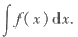 ∫f( x ) dx.